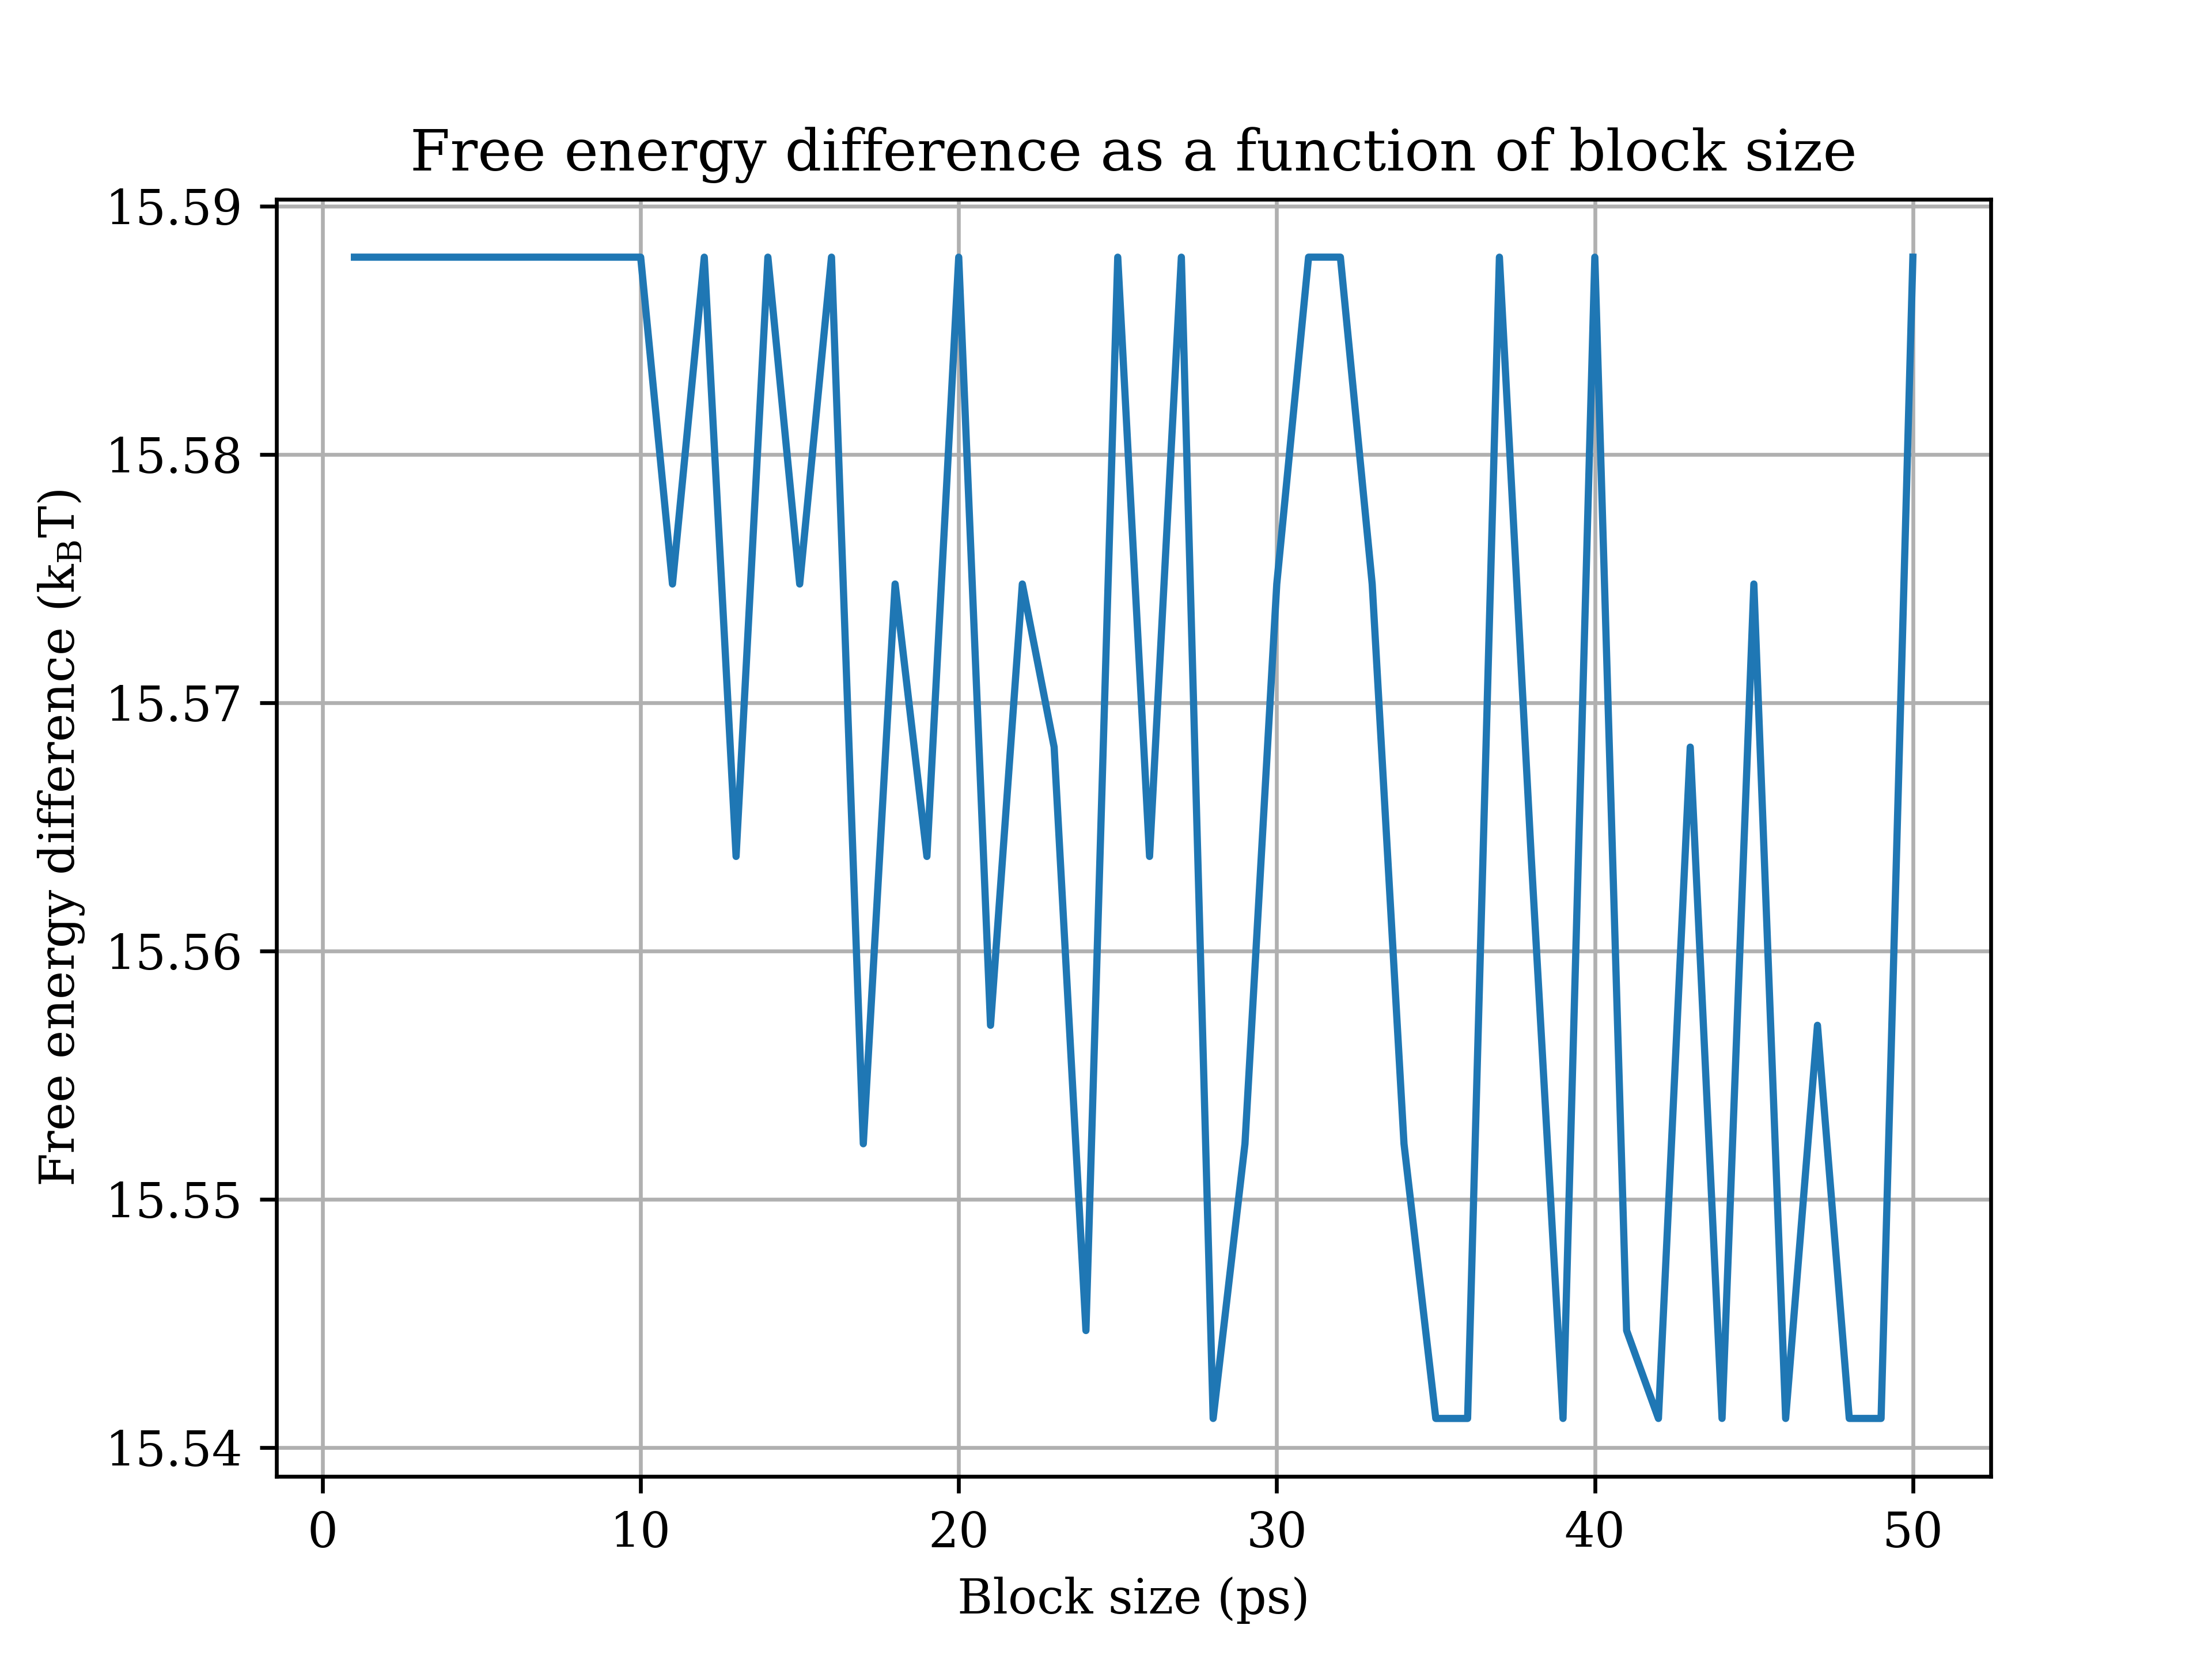 Free energy difference as a function of block size
Free energy difference (k_BT)
15.59
15.58
15.57
15.56
15.55
15.54
0 10 20 30 40 50
Block size (ps)